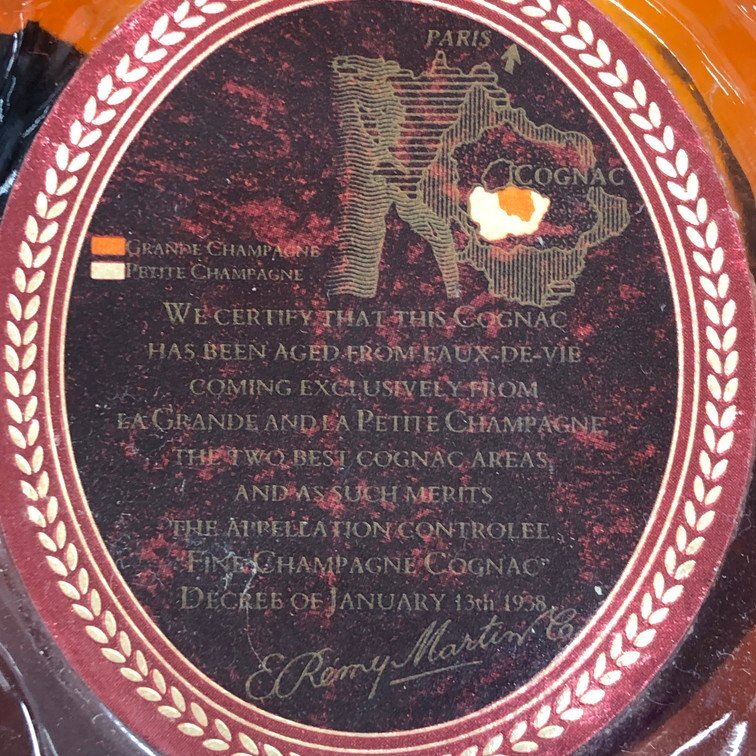 PARIS
COGNAC
GRANDE CHAMPAGNE
PETITE CHAMPAGNE
WE CERTIFY THAT THIS COGNAC
HAS BEEN AGED FROM EAUX-DE-VIE
COMING EXCLUSIVELY FROM
LA GRANDE AND LA PETITE CHAMPAGNE
THE TWO BEST COGNAC AREAS,
AND AS SUCH MERITS
THE APPELLATION CONTROLEE
"FINE CHAMPAGNE COGNAC"
DECREE OF JANUARY 13th 1938.
E. Remy Martin & Co